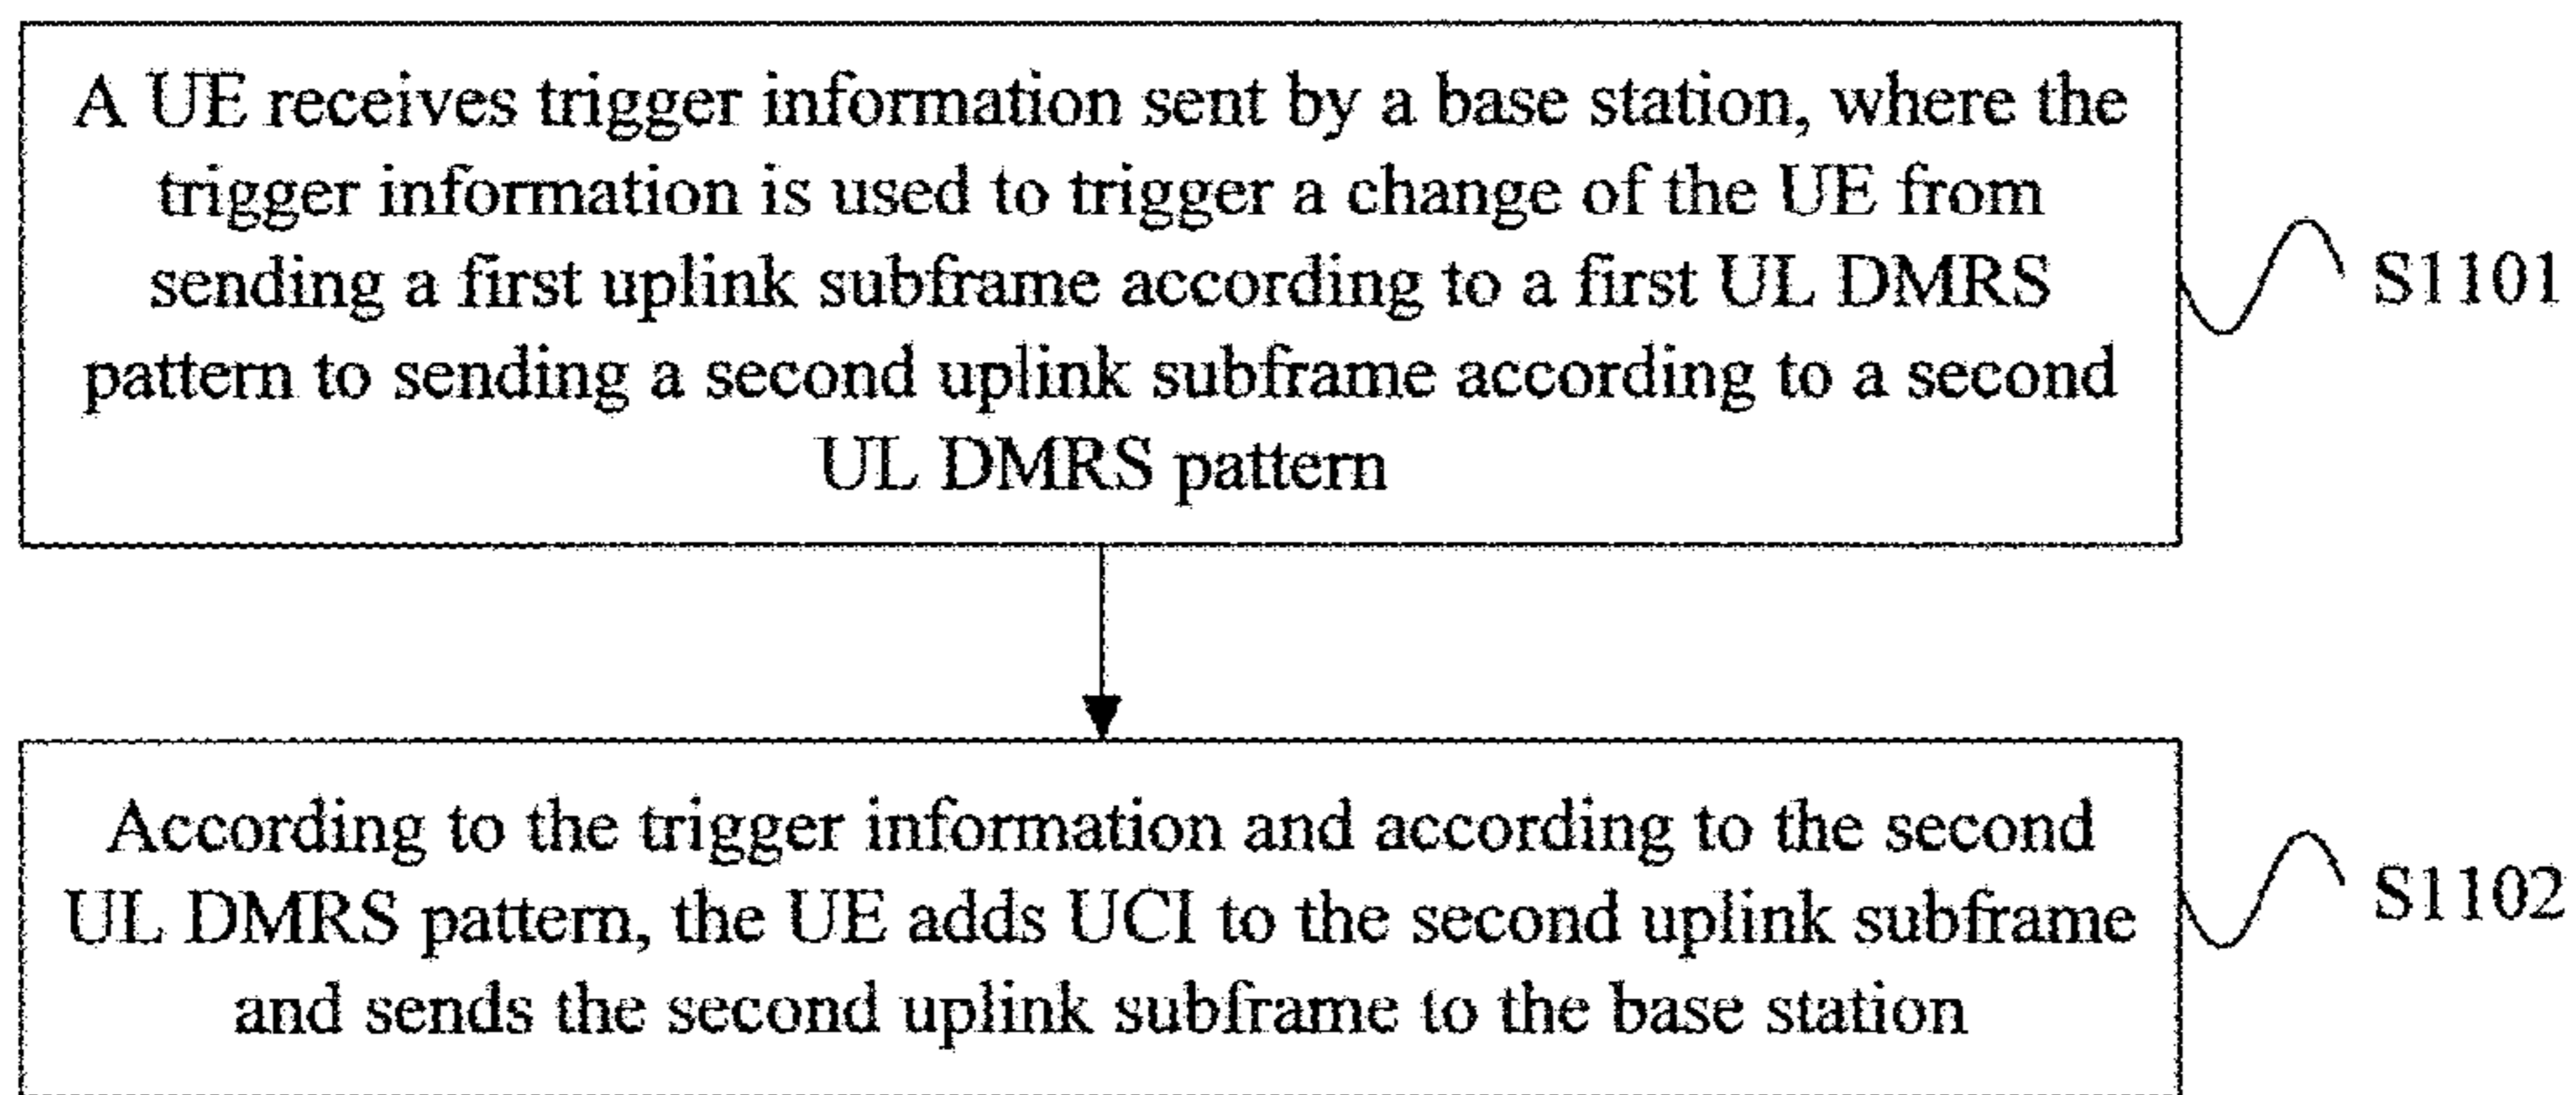 A UE receives trigger information sent by a base station, where the
trigger information is used to trigger a change of the UE from
sending a first uplink subframe according to a first UL DMRS
pattern to sending a second uplink subframe according to a second
UL DMRS pattern
S1101
According to the trigger information and according to the second
UL DMRS pattern, the UE adds UCI to the second uplink subframe
and sends the second uplink subframe to the base station
S1102